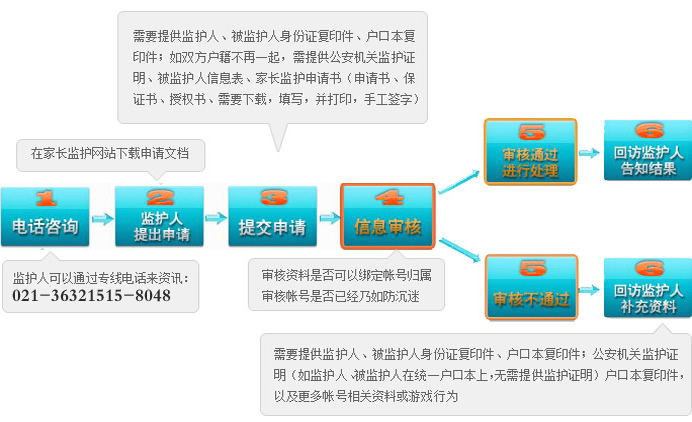 需要提供监护人、被监护人身份证复印件、户口本复
印件；如双方户籍不再一起，需提供公安机关监护证
明、被监护人信息表、家长监护申请书（申请书、保
证书、授权书、需要下载，填写，并打印，手工签字）
在家长监护网站下载申请文档
1
电话咨询
2
监护人
提出申请
3
提交申请
4
信息审核
5
审核通过
进行处理
6
回访监护人
告知结果
监护人可以通过专线电话来资讯：
021-36321515-8048
审核资料是否可以绑定帐号归属
审核帐号是否已经乃如防沉迷
5
审核不通过
6
回访监护人
补充资料
需要提供监护人、被监护人身份证复印件、户口本复印件；公安机关监护证
明（如监护人、被监护人在统一户口本上，无需提供监护证明）户口本复印件，
以及更多帐号相关资料或游戏行为